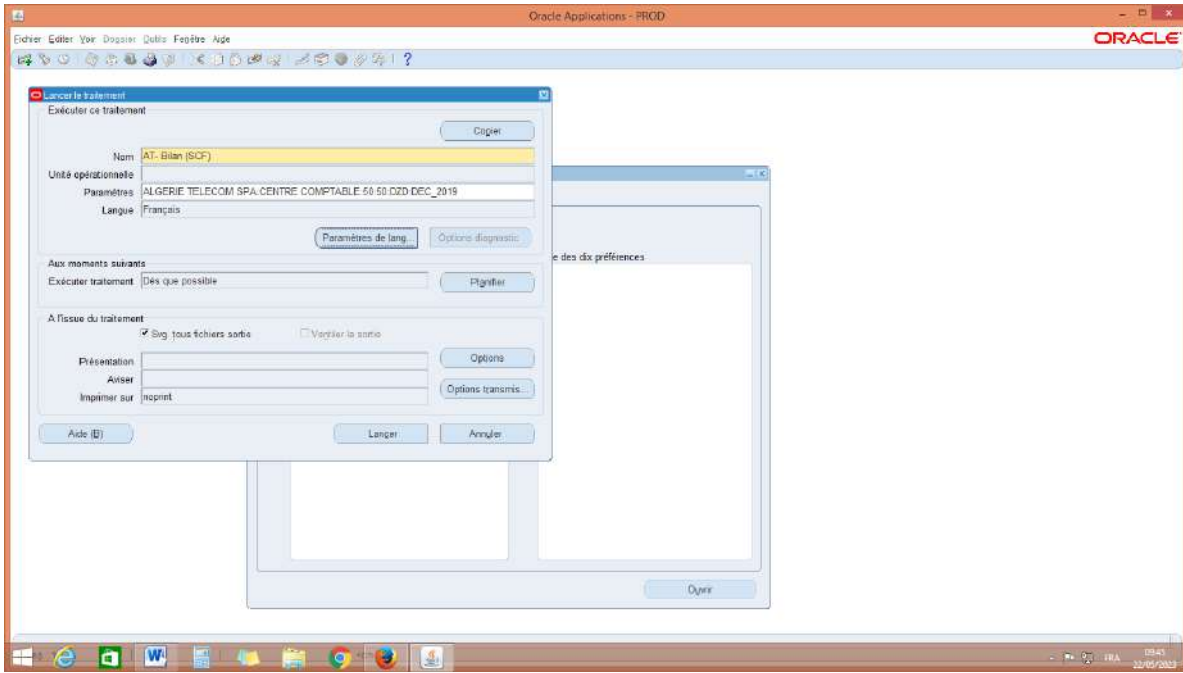 Oracle Applications - PROD
Fichier Editer Voir Dossier Outils Fenêtre Aide
ORACLE
?
Lancer le traitement
Exécuter ce traitement
Copier
Nom AT- Bilan (SCF)
Unité opérationnelle
Paramètres ALGERIE TELECOM SPA:CENTRE COMPTABLE:50:50:DZD:DEC_2019
Langue Français
Paramètres de lang... Options diagnostic
Aux moments suivants
Exécuter traitement Dès que possible Planifier
A l'issue du traitement
Svg. tous fichiers sortie Ventiler la sortie
Présentation Options
Aviser
Imprimer sur noprint Options transmis...
Aide (B) Lancer Annuler
e des dix préférences
Ouvrir
FRA
09:45
22/05/2023